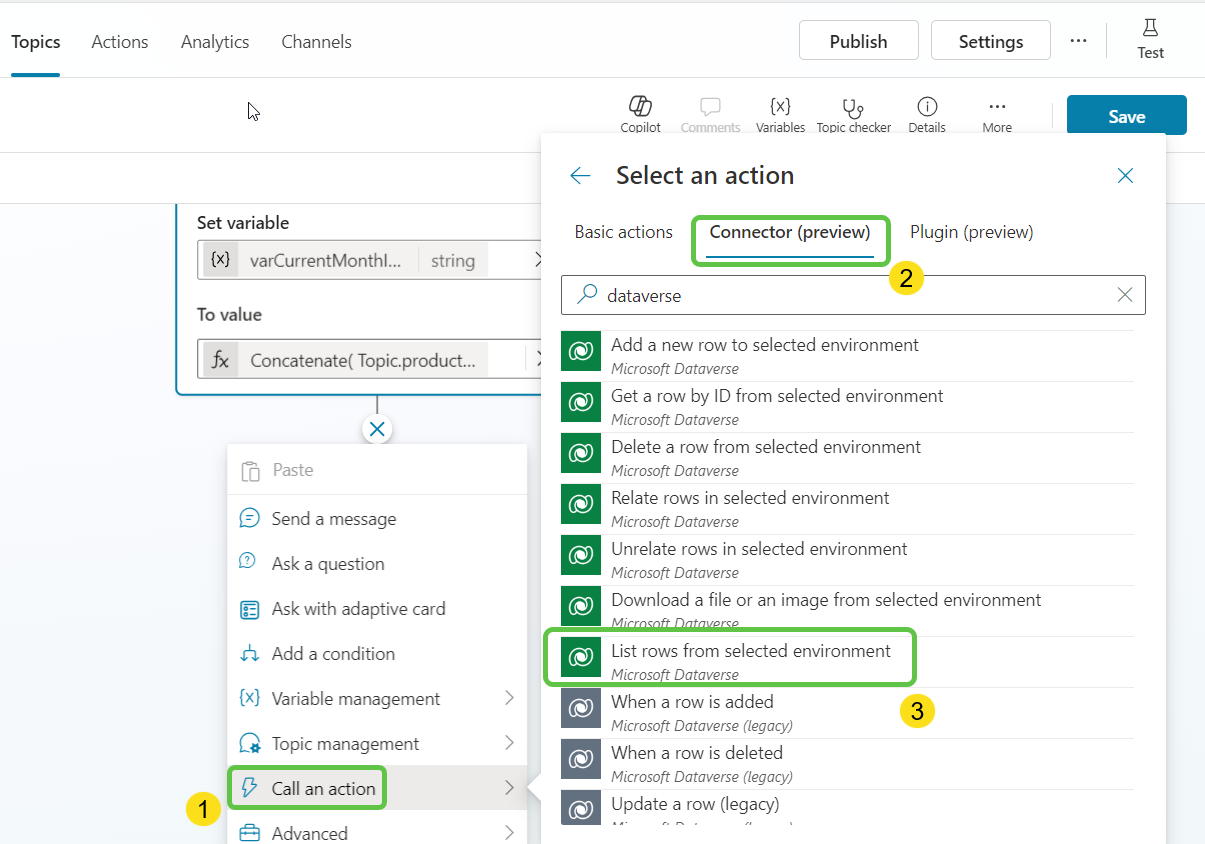 Topics Actions Analytics Channels Publish Settings ... Test
Copilot Comments Variables Topic checker Details More Save
Select an action
Basic actions Connector (preview) Plugin (preview)
2
dataverse
Add a new row to selected environment
Microsoft Dataverse
Get a row by ID from selected environment
Microsoft Dataverse
Delete a row from selected environment
Microsoft Dataverse
Relate rows in selected environment
Microsoft Dataverse
Unrelate rows in selected environment
Microsoft Dataverse
Download a file or an image from selected environment
Microsoft Dataverse
List rows from selected environment
Microsoft Dataverse
3
When a row is added
Microsoft Dataverse (legacy)
When a row is deleted
Microsoft Dataverse (legacy)
Update a row (legacy)
Set variable
{x} varCurrentMonthI... string
To value
fx Concatenate( Topic.product...
Paste
Send a message
Ask a question
Ask with adaptive card
Add a condition
{x} Variable management
Topic management
1
Call an action
Advanced